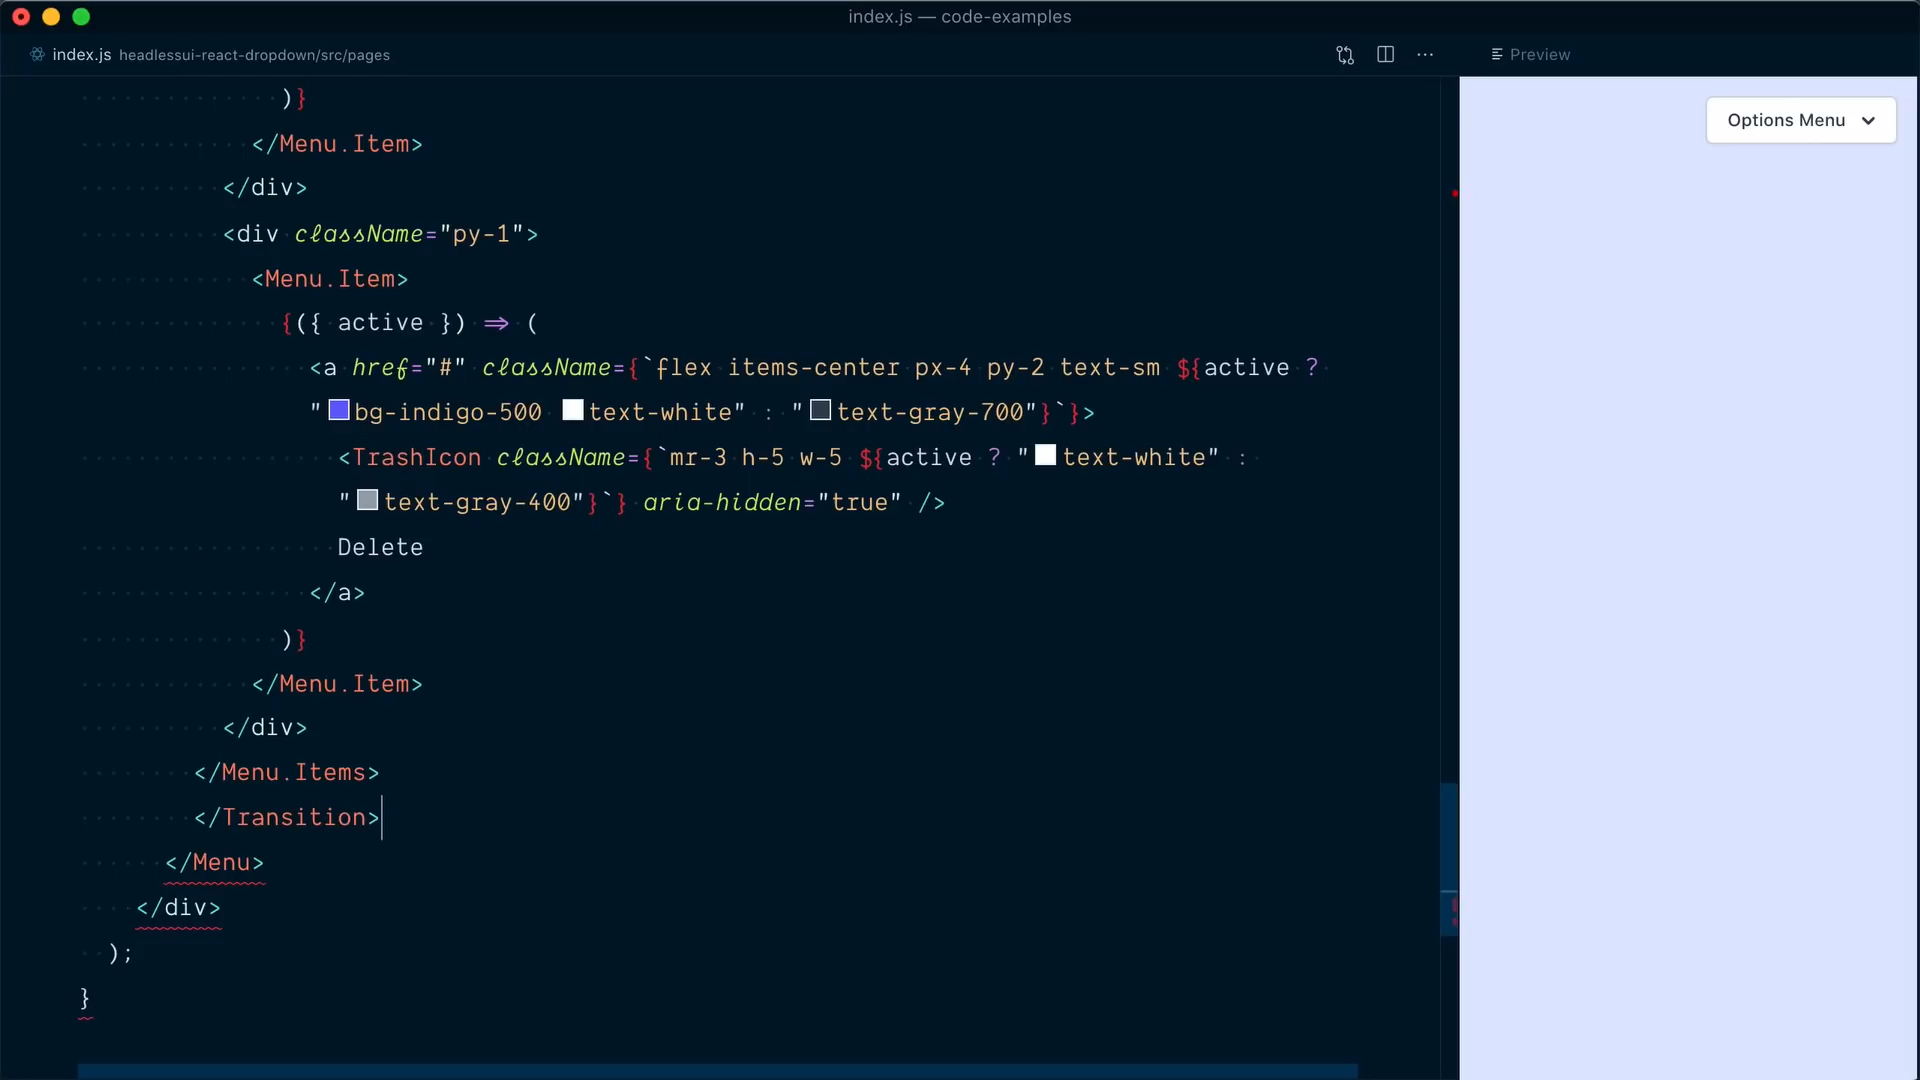 index.js — code-examples
index.js headlessui-react-dropdown/src/pages
Preview
Options Menu
)}
</Menu.Item>
</div>
<div className="py-1">
<Menu.Item>
{({ active }) => (
<a href="#" className={`flex items-center px-4 py-2 text-sm ${active ?
"bg-indigo-500 text-white" : "text-gray-700"}`}>
<TrashIcon className={`mr-3 h-5 w-5 ${active ? "text-white" :
"text-gray-400"}`} aria-hidden="true" />
Delete
</a>
)}
</Menu.Item>
</div>
</Menu.Items>
</Transition>
</Menu>
</div>
);
}